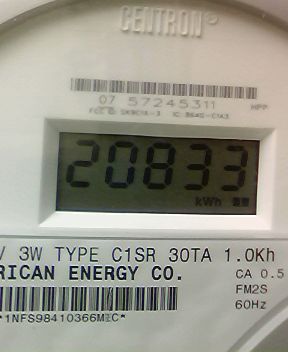 CENTRON®
07 57245311
HPP
20833
kWh
V 3W TYPE C1SR 30TA 1.0Kh
RICAN ENERGY CO.
CA 0.5
FM2S
60Hz
*1NFS98410366MIC*